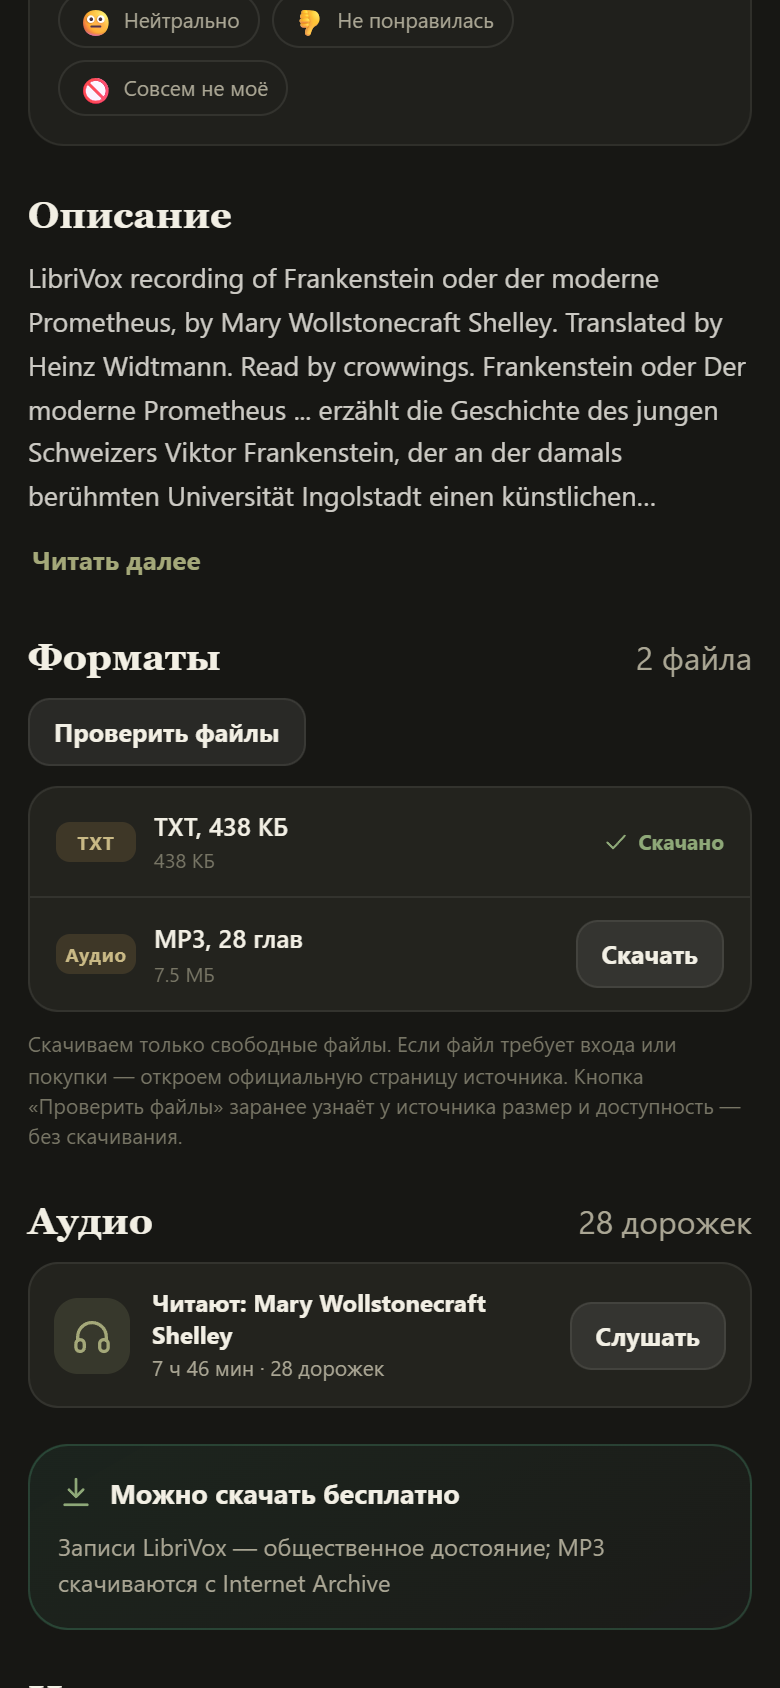 Нейтрально
Не понравилась
Совсем не моё
Описание
LibriVox recording of Frankenstein oder der moderne
Prometheus, by Mary Wollstonecraft Shelley. Translated by
Heinz Widtmann. Read by crowwings. Frankenstein oder Der
moderne Prometheus ... erzählt die Geschichte des jungen
Schweizers Viktor Frankenstein, der an der damals
berühmten Universität Ingolstadt einen künstlichen...
Читать далее
Форматы
2 файла
Проверить файлы
TXT
TXT, 438 КБ
438 КБ
Скачано
Аудио
MP3, 28 глав
7.5 МБ
Скачать
Скачиваем только свободные файлы. Если файл требует входа или
покупки — откроем официальную страницу источника. Кнопка
«Проверить файлы» заранее узнаёт у источника размер и доступность —
без скачивания.
Аудио
28 дорожек
Читают: Mary Wollstonecraft
Shelley
7 ч 46 мин · 28 дорожек
Слушать
Можно скачать бесплатно
Записи LibriVox — общественное достояние; MP3
скачиваются с Internet Archive